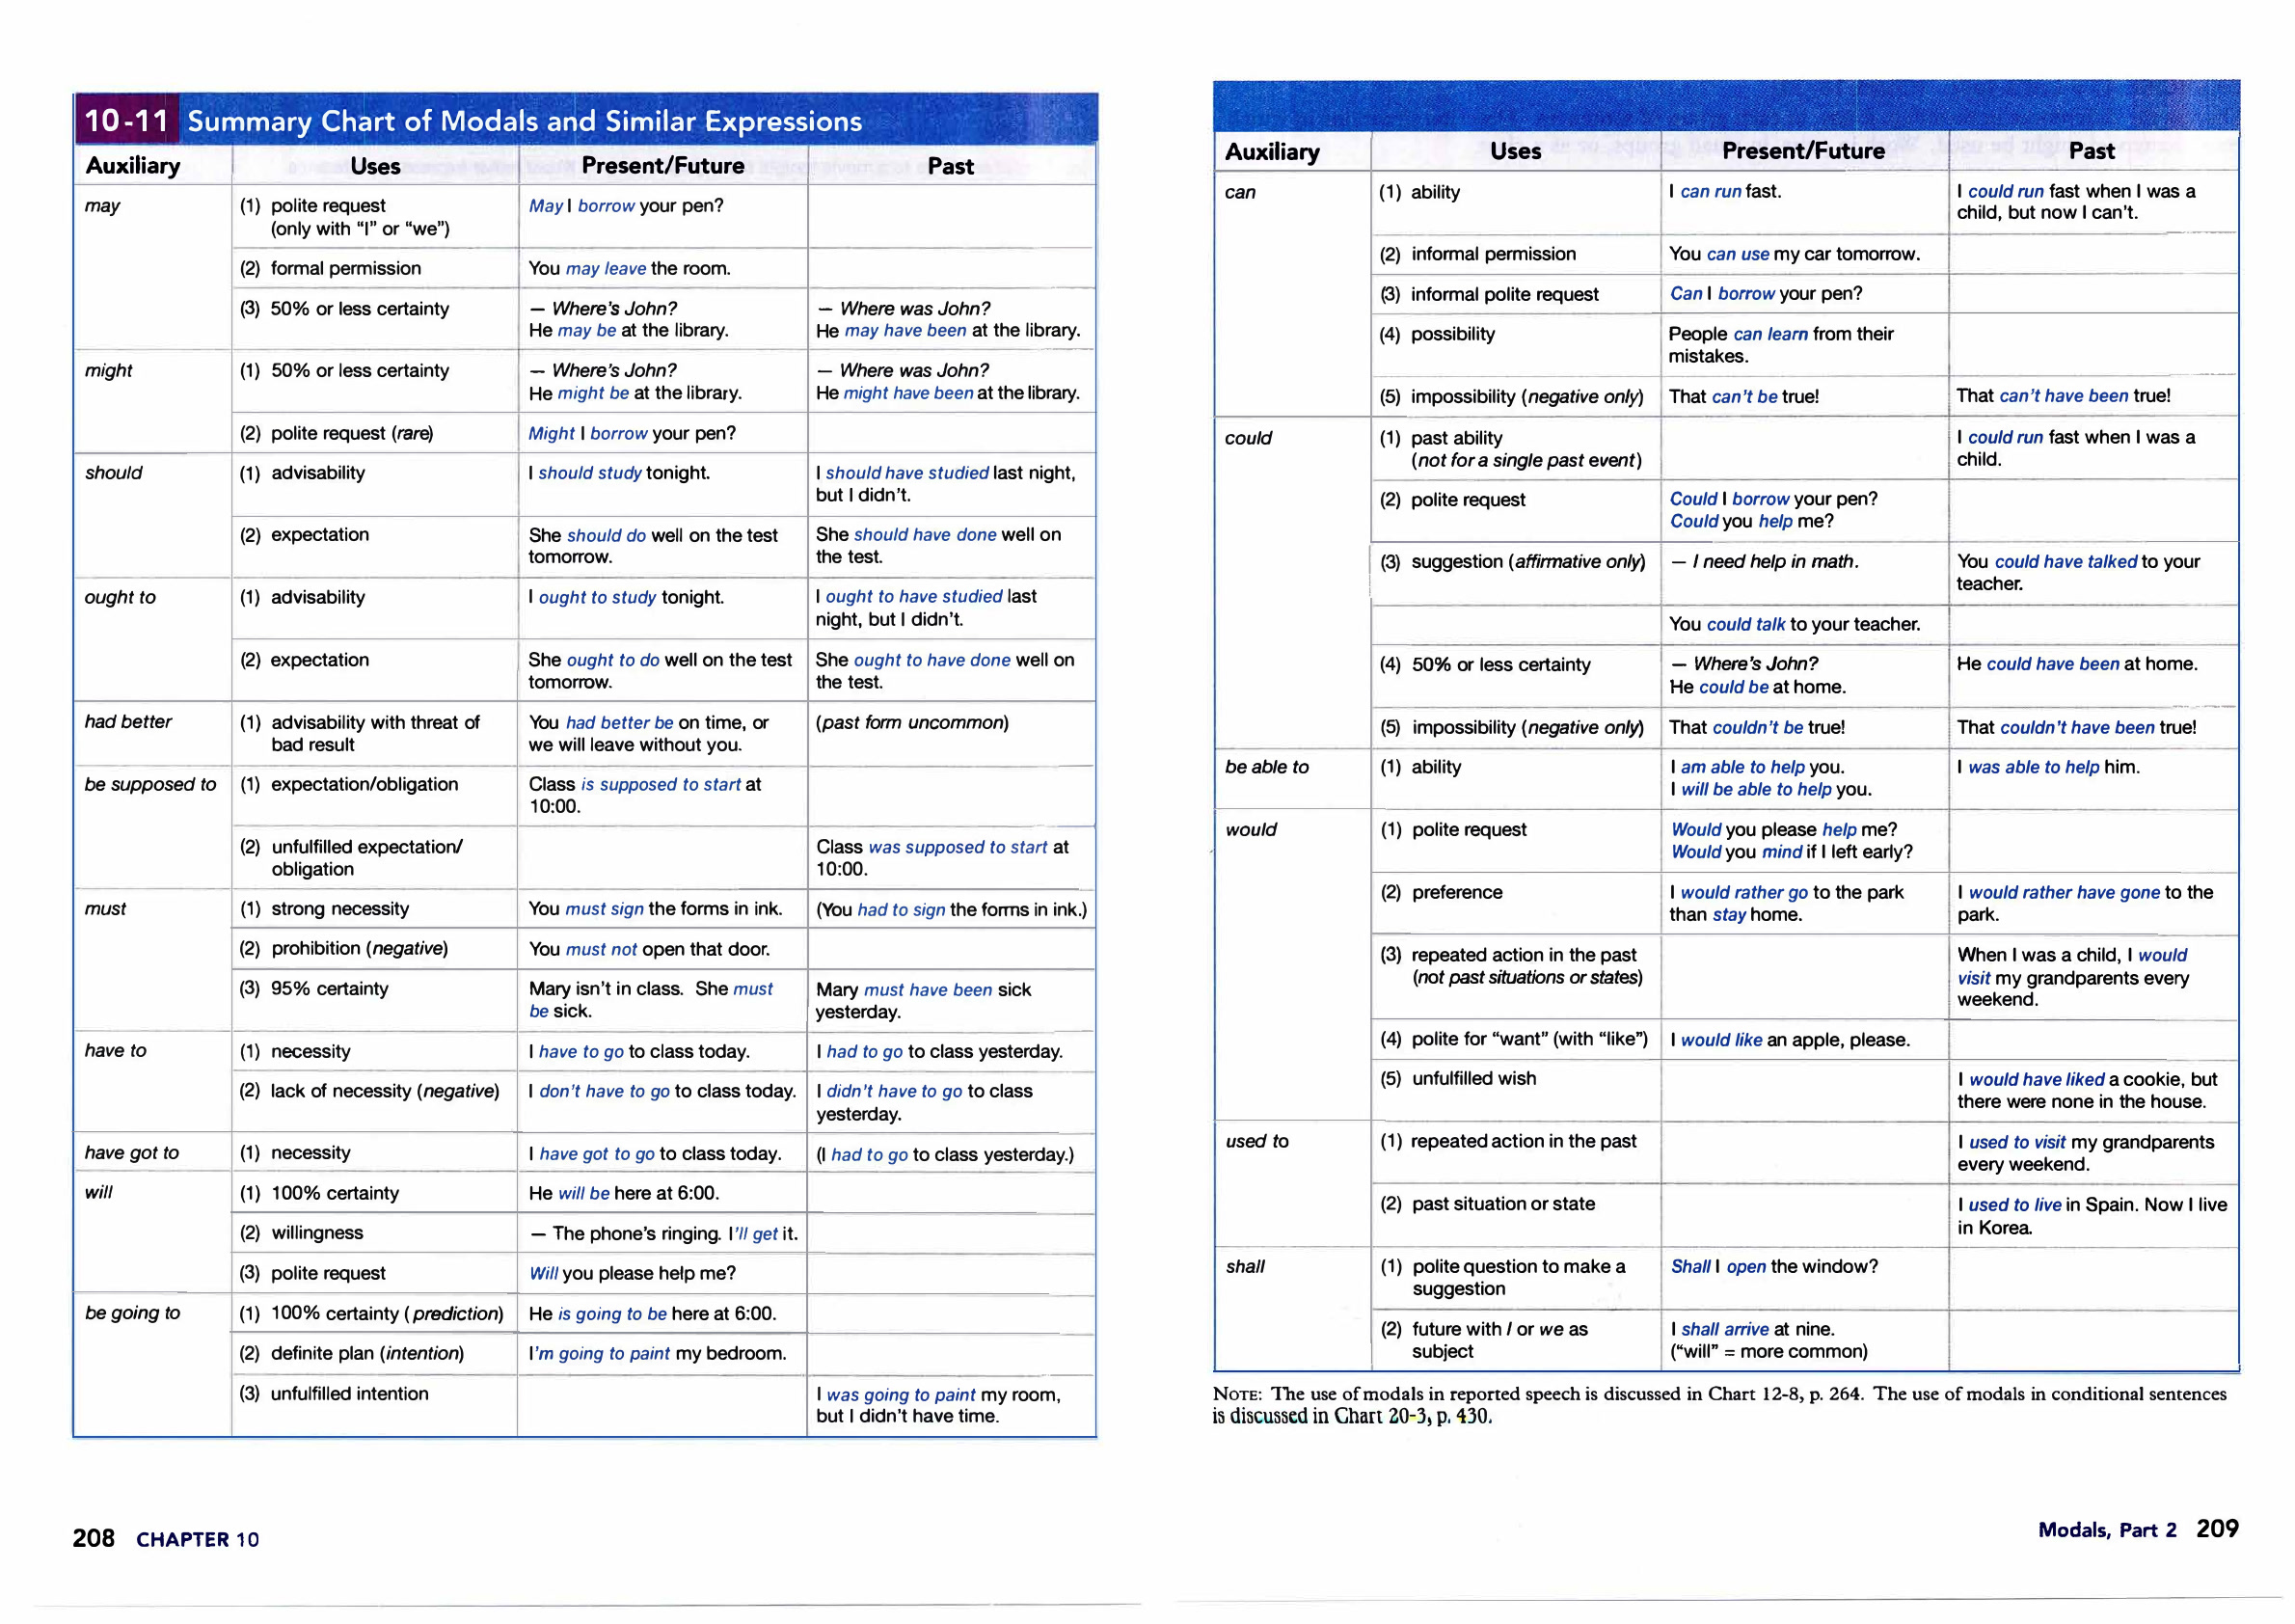 10-11 Summary Chart of Modals and Similar Expressions
Auxiliary Uses Present/Future Past
may (1) polite request May I borrow your pen?
(only with “I” or “we”)
(2) formal permission You may leave the room.
(3) 50% or less certainty – Where's John? – Where was John?
He may be at the library. He may have been at the library.
might (1) 50% or less certainty – Where's John? – Where was John?
He might be at the library. He might have been at the library.
(2) polite request (rare) Might I borrow your pen?
should (1) advisability I should study tonight. I should have studied last night,
but I didn't.
(2) expectation She should do well on the test She should have done well on
tomorrow. the test.
ought to (1) advisability I ought to study tonight. I ought to have studied last
night, but I didn't.
(2) expectation She ought to do well on the test She ought to have done well on
tomorrow. the test.
had better (1) advisability with threat of You had better be on time, or (past form uncommon)
bad result we will leave without you.
be supposed to (1) expectation/obligation Class is supposed to start at
10:00.
(2) unfulfilled expectation/ Class was supposed to start at
obligation 10:00.
must (1) strong necessity You must sign the forms in ink. (You had to sign the forms in ink.)
(2) prohibition (negative) You must not open that door.
(3) 95% certainty Mary isn't in class. She must Mary must have been sick
be sick. yesterday.
have to (1) necessity I have to go to class today. I had to go to class yesterday.
(2) lack of necessity (negative) I don't have to go to class today. I didn't have to go to class
yesterday.
have got to (1) necessity I have got to go to class today. (I had to go to class yesterday.)
will (1) 100% certainty He will be here at 6:00.
(2) willingness – The phone's ringing. I'll get it.
(3) polite request Will you please help me?
be going to (1) 100% certainty (prediction) He is going to be here at 6:00.
(2) definite plan (intention) I'm going to paint my bedroom.
(3) unfulfilled intention I was going to paint my room,
but I didn't have time.
208 CHAPTER 10
Auxiliary Uses Present/Future Past
can (1) ability I can run fast. I could run fast when I was a
child, but now I can't.
(2) informal permission You can use my car tomorrow.
(3) informal polite request Can I borrow your pen?
(4) possibility People can learn from their
mistakes.
(5) impossibility (negative only) That can't be true! That can't have been true!
could (1) past ability I could run fast when I was a
(not for a single past event) child.
(2) polite request Could I borrow your pen?
Could you help me?
(3) suggestion (affirmative only) – I need help in math. You could have talked to your
teacher.
You could talk to your teacher.
(4) 50% or less certainty – Where's John? He could have been at home.
He could be at home.
(5) impossibility (negative only) That couldn't be true! That couldn't have been true!
be able to (1) ability I am able to help you. I was able to help him.
I will be able to help you.
would (1) polite request Would you please help me?
Would you mind if I left early?
(2) preference I would rather go to the park I would rather have gone to the
than stay home. park.
(3) repeated action in the past When I was a child, I would
(not past situations or states) visit my grandparents every
weekend.
(4) polite for “want” (with “like”) I would like an apple, please.
(5) unfulfilled wish I would have liked a cookie, but
there were none in the house.
used to (1) repeated action in the past I used to visit my grandparents
every weekend.
(2) past situation or state I used to live in Spain. Now I live
in Korea.
shall (1) polite question to make a Shall I open the window?
suggestion
(2) future with I or we as I shall arrive at nine.
subject (“will” = more common)
NOTE: The use of modals in reported speech is discussed in Chart 12-8, p. 264. The use of modals in conditional sentences
is discussed in Chart 20-3, p. 430.
Modals, Part 2 209